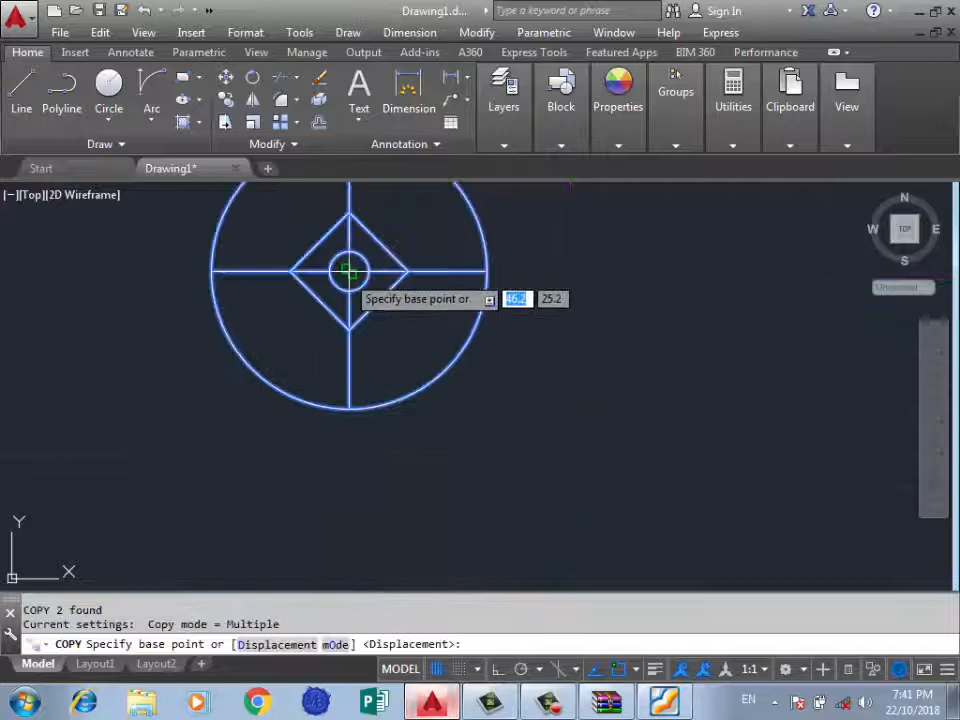 Drawing1.d...
Type a keyword or phrase
Sign In
File
Edit
View
Insert
Format
Tools
Draw
Dimension
Modify
Parametric
Window
Help
Express
Home
Insert
Annotate
Parametric
View
Manage
Output
Add-ins
A360
Express Tools
Featured Apps
BIM 360
Performance
Line
Polyline
Circle
Arc
Text
Dimension
Layers
Block
Properties
Groups
Utilities
Clipboard
View
Draw
Modify
Annotation
Start
Drawing1*
[−][Top][2D Wireframe]
N
W
TOP
E
S
Unnamed
Specify base point or
46.2
25.2
Y
X
COPY 2 found
Current settings:  Copy mode = Multiple
COPY Specify base point or [Displacement mOde] <Displacement>:
Model
Layout1
Layout2
MODEL
1:1
EN
7:41 PM
22/10/2018